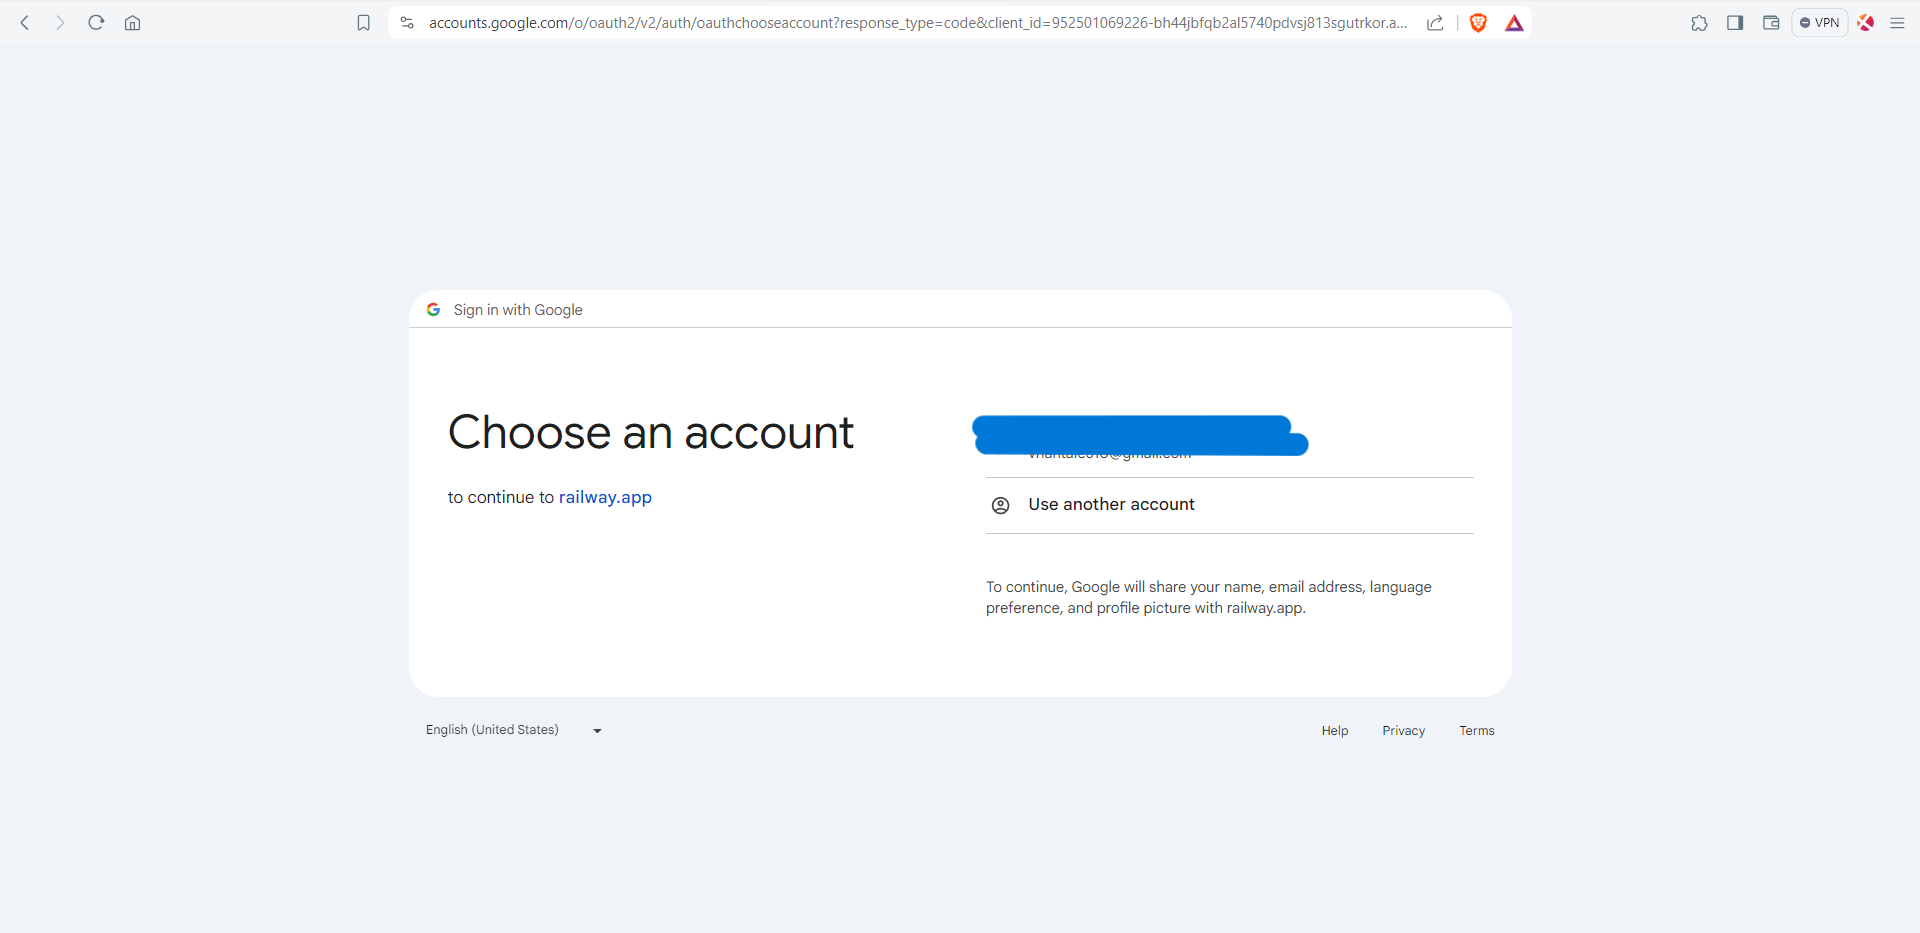 accounts.google.com/o/oauth2/v2/auth/oauthchooseaccount?response_type=code&client_id=952501069226-bh44jbfqb2al5740pdvsj813sgutrkor.a...
VPN
Sign in with Google
Choose an account
to continue to railway.app
Use another account
To continue, Google will share your name, email address, language
preference, and profile picture with railway.app.
English (United States)
Help Privacy Terms